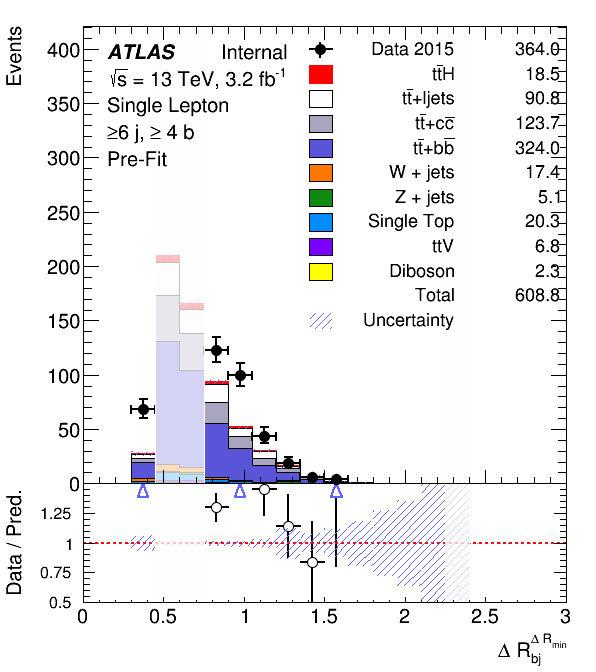 Events
400
350
300
250
200
150
100
50
0
ATLAS Internal
√s = 13 TeV, 3.2 fb⁻¹
Single Lepton
≥6 j, ≥ 4 b
Pre-Fit
Data 2015 364.0
tt̄H 18.5
tt̄+ljets 90.8
tt̄+cc̄ 123.7
tt̄+bb̄ 324.0
W + jets 17.4
Z + jets 5.1
Single Top 20.3
ttV 6.8
Diboson 2.3
Total 608.8
Uncertainty
Data / Pred.
1.25
1
0.75
0.5
0 0.5 1 1.5 2 2.5 3
Δ R_bj^Δ R_min